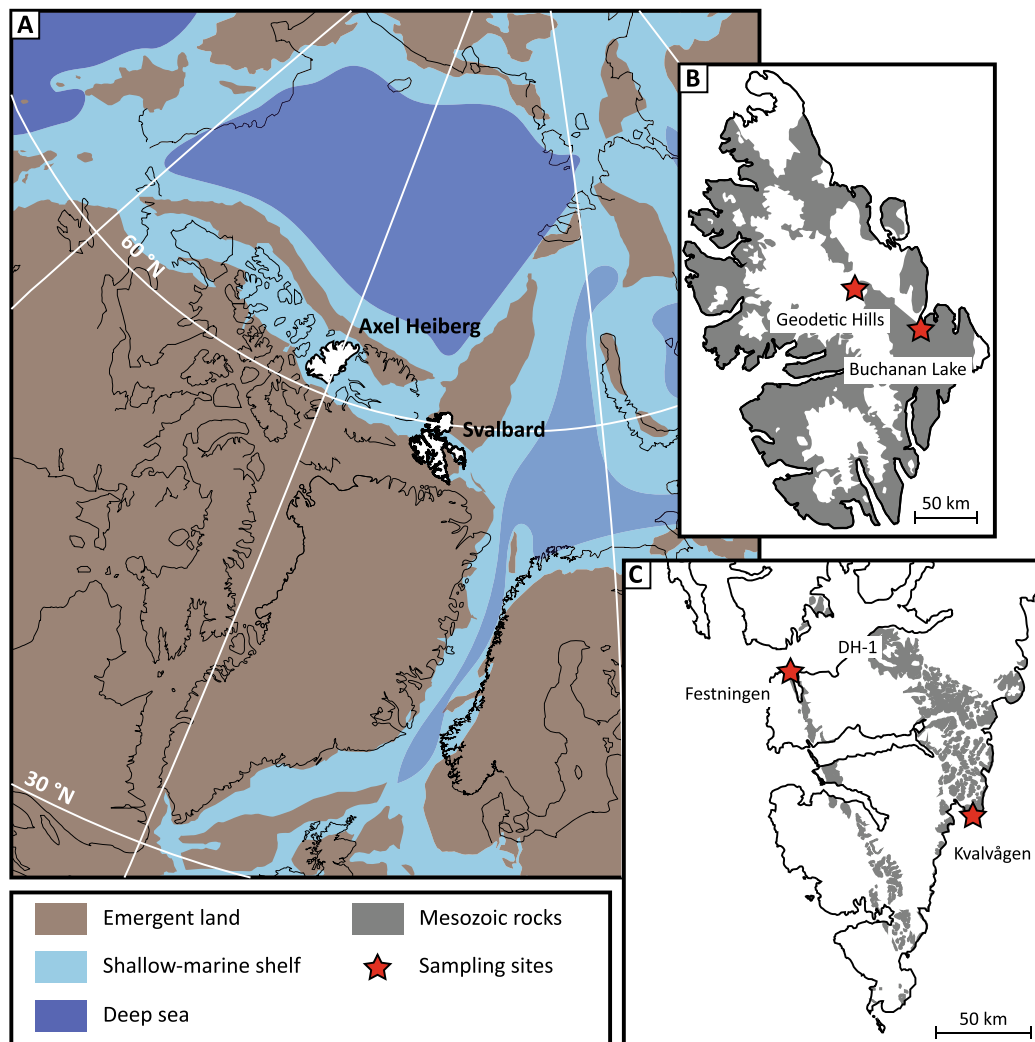 A
60 °N
Axel Heiberg
Svalbard
30 °N
B
Geodetic Hills
Buchanan Lake
50 km
C
DH-1
Festningen
Kvalvågen
50 km
Emergent land
Mesozoic rocks
Shallow-marine shelf
Sampling sites
Deep sea